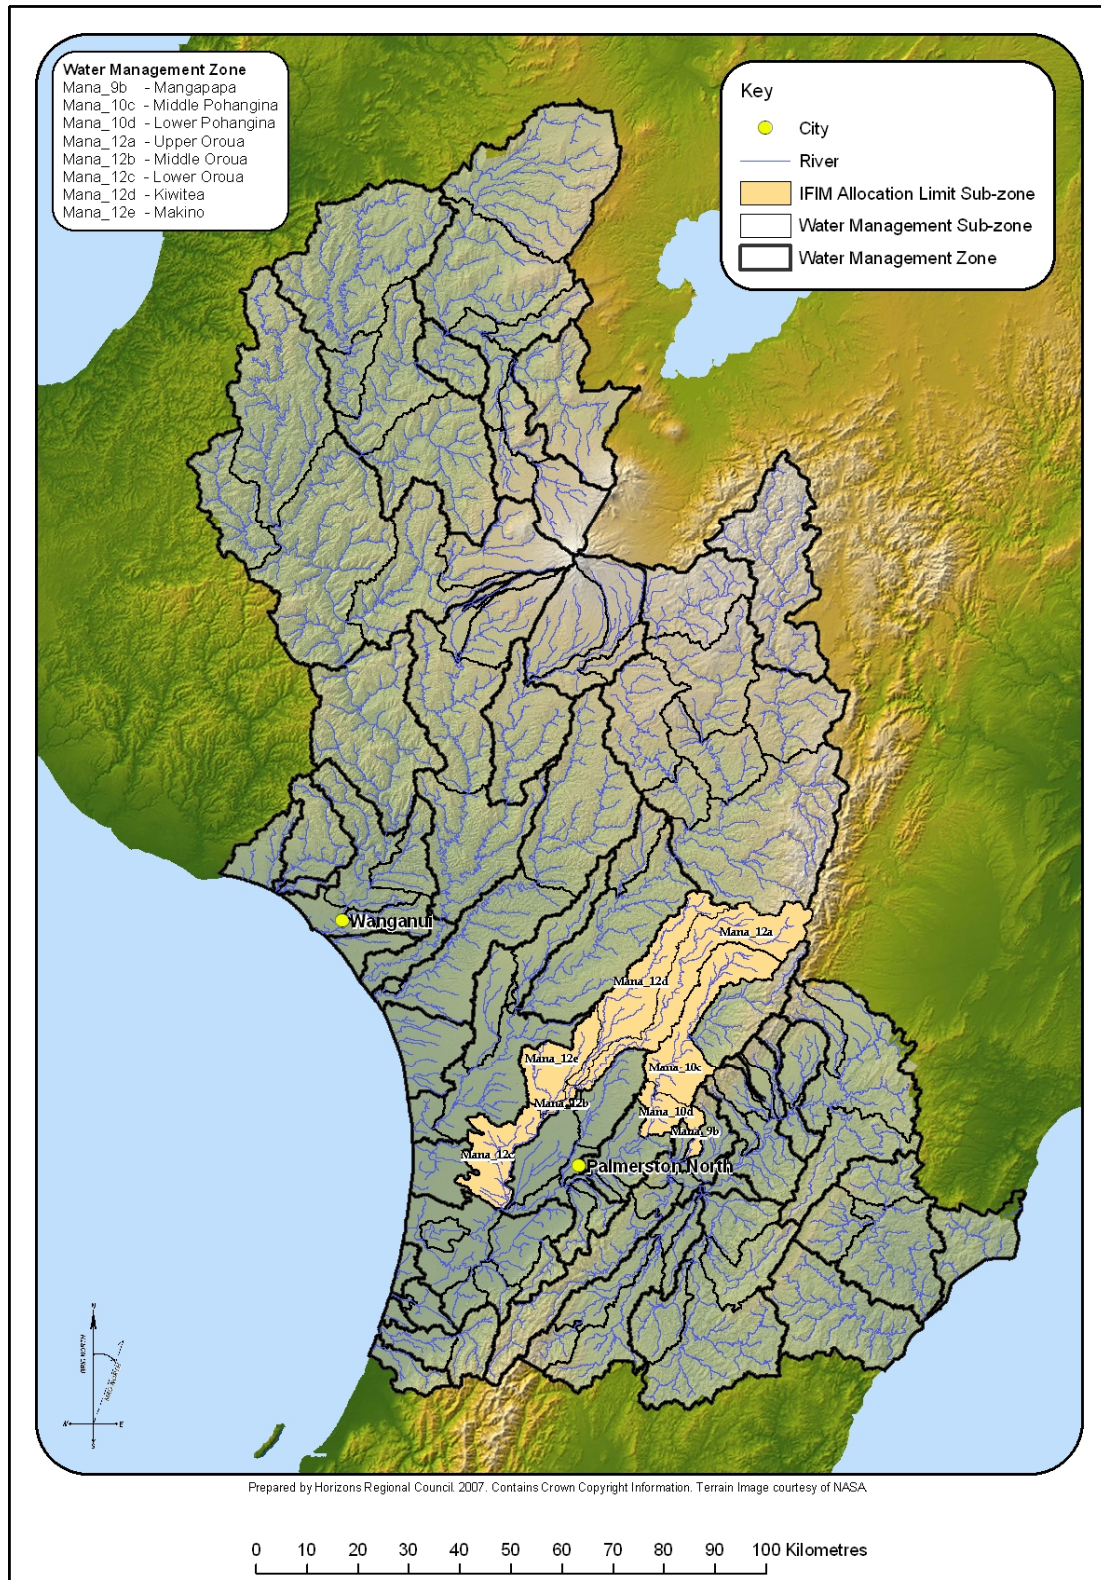 Water Management Zone
Mana_9b - Mangapapa
Mana_10c - Middle Pohangina
Mana_10d - Lower Pohangina
Mana_12a - Upper Oroua
Mana_12b - Middle Oroua
Mana_12c - Lower Oroua
Mana_12d - Kiwitea
Mana_12e - Makino
Key
City
River
IFIM Allocation Limit Sub-zone
Water Management Sub-zone
Water Management Zone
Wanganui
Mana_12a
Mana_12d
Mana_12e
Mana_10c
Mana_12b
Mana_10d
Mana_9b
Mana_12c
Palmerston North
N
E
S
Prepared by Horizons Regional Council. 2007. Contains Crown Copyright Information. Terrain Image courtesy of NASA.
0 10 20 30 40 50 60 70 80 90 100 Kilometres